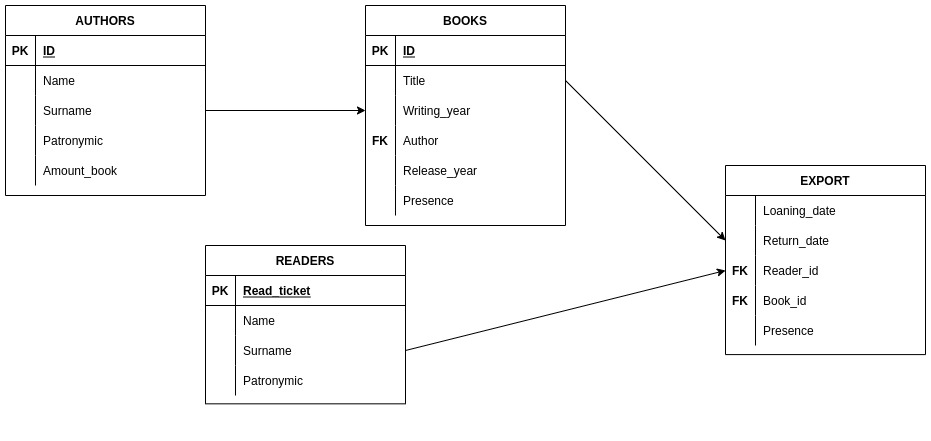 AUTHORS
PK ID
Name
Surname
Patronymic
Amount_book
BOOKS
PK ID
Title
Writing_year
FK Author
Release_year
Presence
READERS
PK Read_ticket
Name
Surname
Patronymic
EXPORT
Loaning_date
Return_date
FK Reader_id
FK Book_id
Presence